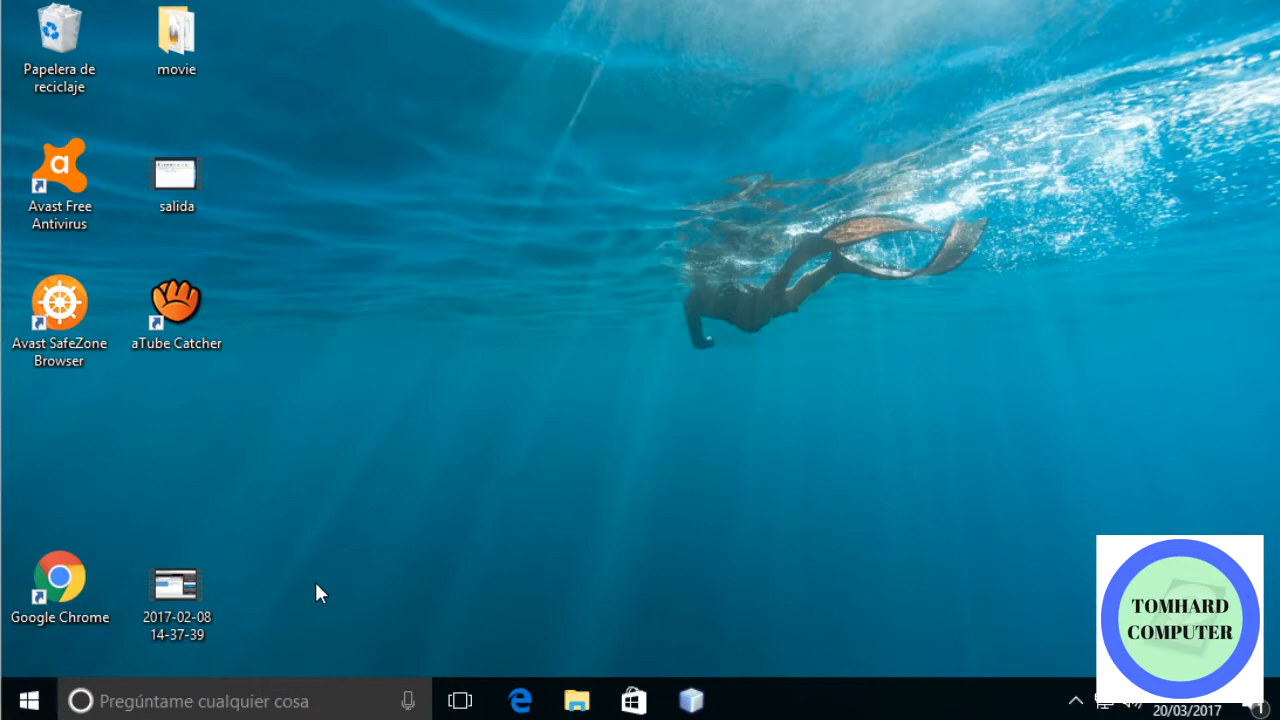 Papelera de
reciclaje
movie
Avast Free
Antivirus
salida
Avast SafeZone
Browser
aTube Catcher
Google Chrome
2017-02-08
14-37-39
TOMHARD
COMPUTER
Pregúntame cualquier cosa
20/03/2017
1